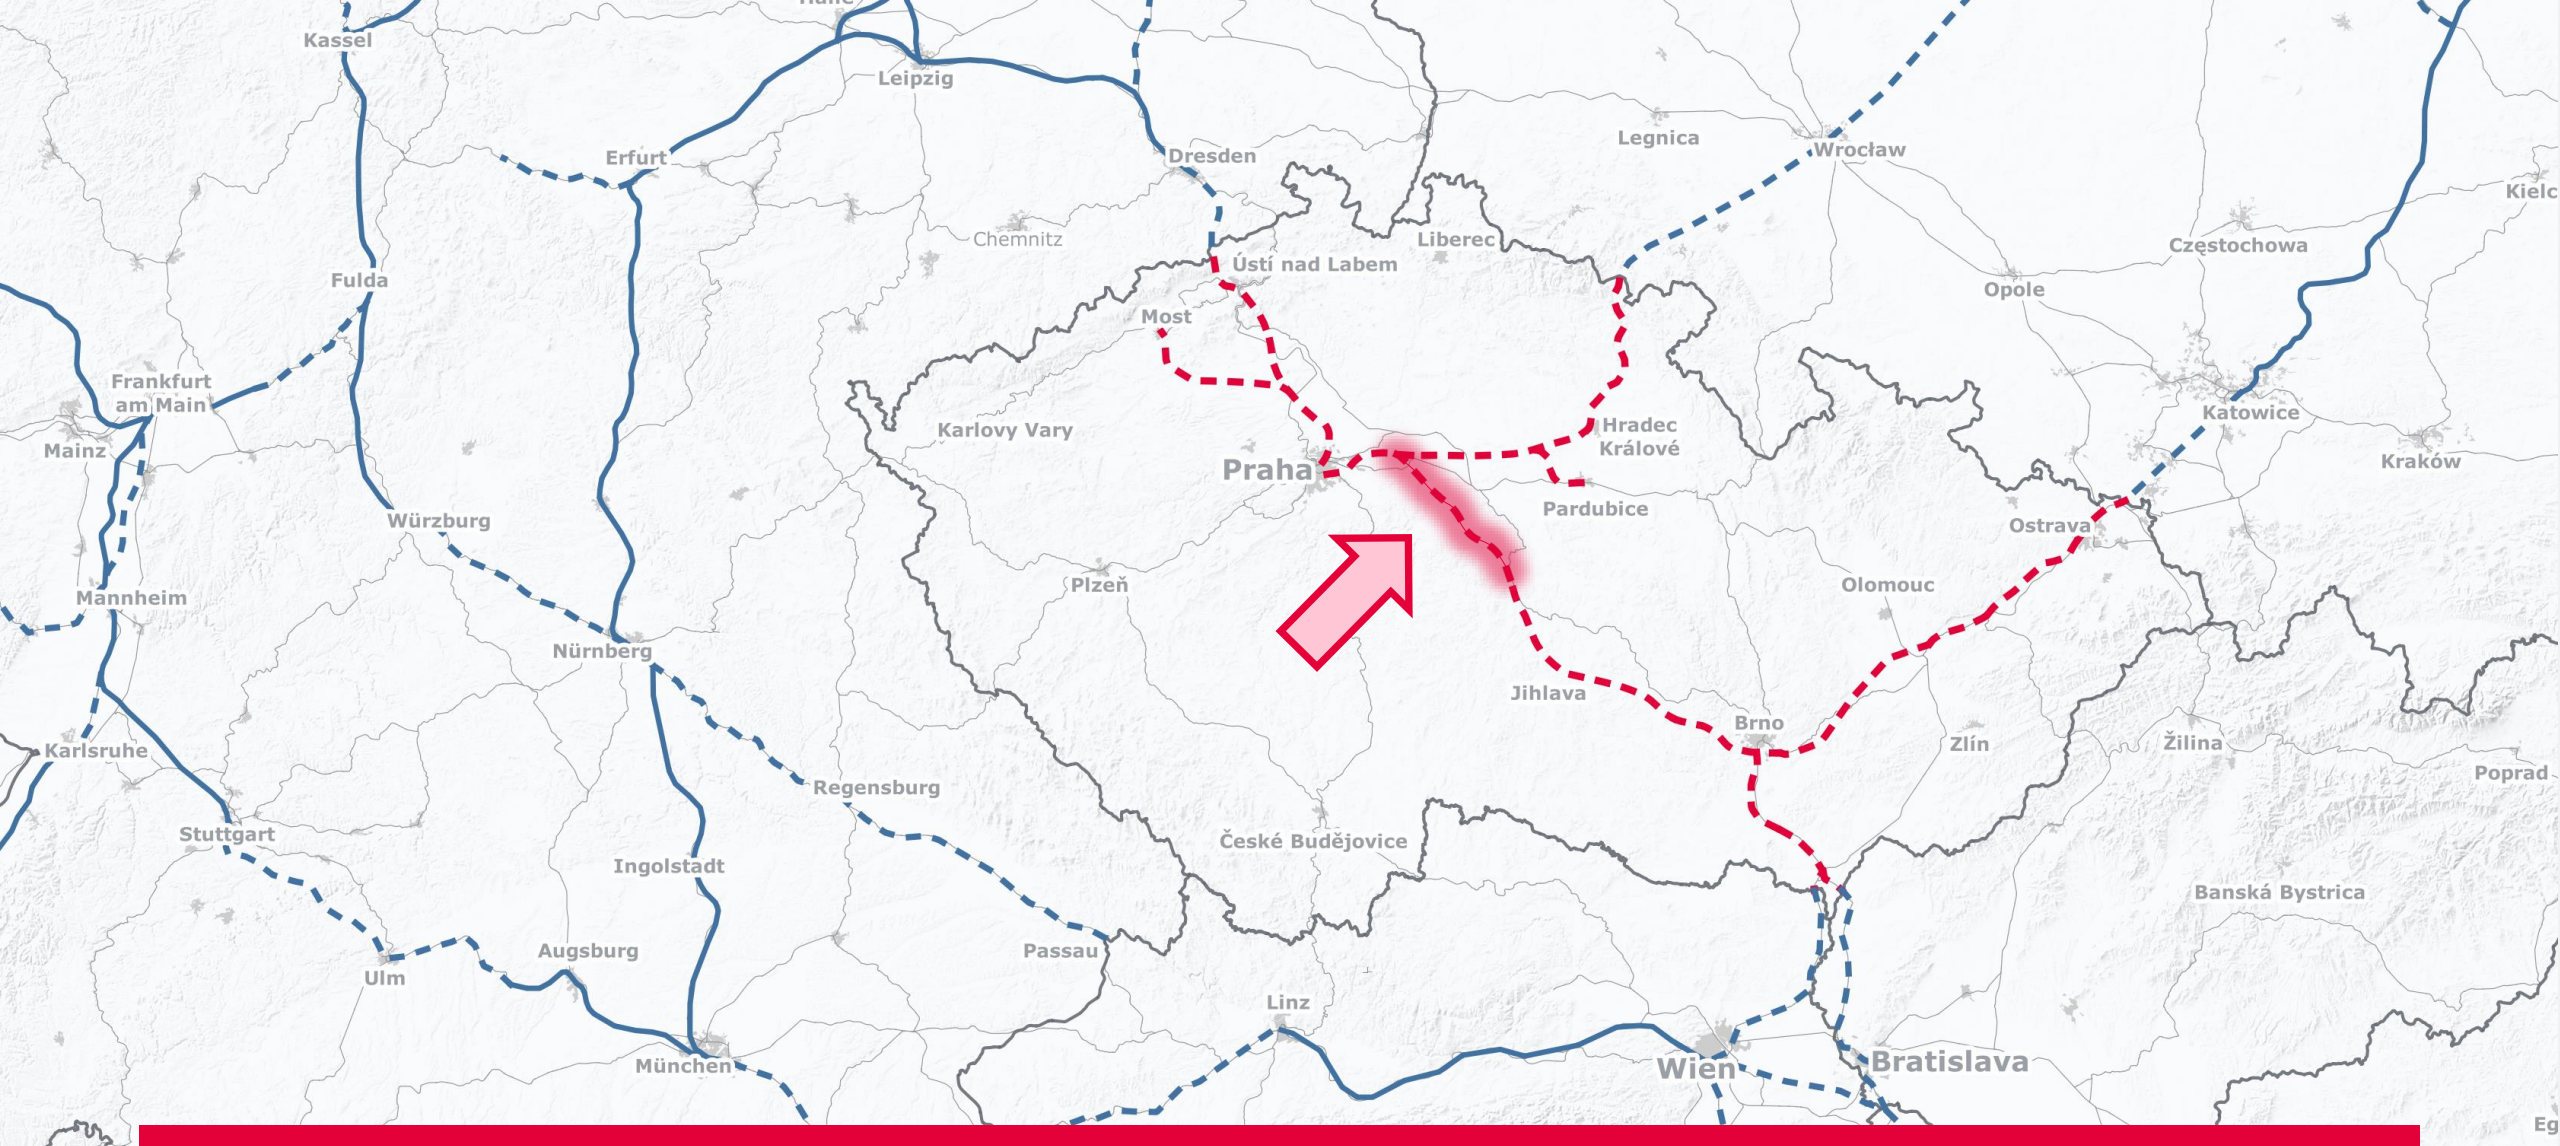 Kassel
Leipzig
Erfurt
Dresden
Legnica
Wrocław
Kielc
Chemnitz
Liberec
Częstochowa
Ústí nad Labem
Fulda
Opole
Most
Frankfurt
am Main
Katowice
Karlovy Vary
Hradec
Králové
Mainz
Praha
Kraków
Pardubice
Würzburg
Ostrava
Plzeň
Olomouc
Mannheim
Nürnberg
Jihlava
Brno
Zlín
Žilina
Karlsruhe
Poprad
Regensburg
Stuttgart
České Budějovice
Ingolstadt
Banská Bystrica
Augsburg
Passau
Ulm
Linz
München
Wien
Bratislava
Eg